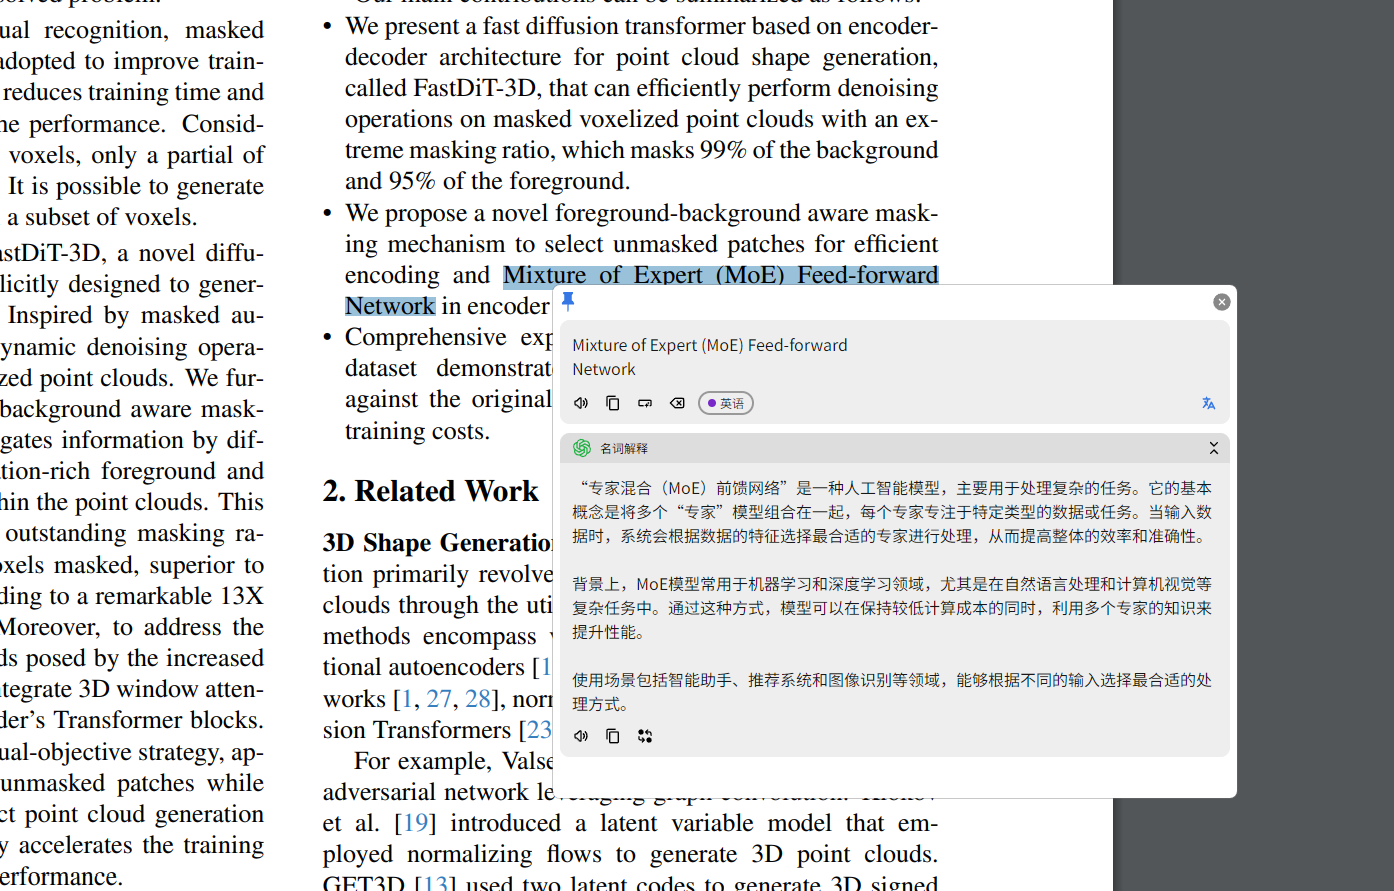 ual recognition, masked
adopted to improve train-
reduces training time and
ne performance. Consid-
voxels, only a partial of
It is possible to generate
a subset of voxels.
astDiT-3D, a novel diffu-
licitly designed to gener-
Inspired by masked au-
ynamic denoising opera-
zed point clouds. We fur-
background aware mask-
gates information by dif-
tion-rich foreground and
hin the point clouds. This
outstanding masking ra-
oxels masked, superior to
ding to a remarkable 13X
Moreover, to address the
ds posed by the increased
ntegrate 3D window atten-
der's Transformer blocks.
ual-objective strategy, ap-
unmasked patches while
ct point cloud generation
y accelerates the training
erformance.
• We present a fast diffusion transformer based on encoder-
decoder architecture for point cloud shape generation,
called FastDiT-3D, that can efficiently perform denoising
operations on masked voxelized point clouds with an ex-
treme masking ratio, which masks 99% of the background
and 95% of the foreground.
• We propose a novel foreground-background aware mask-
ing mechanism to select unmasked patches for efficient
encoding and Mixture of Expert (MoE) Feed-forward
Network in encoder
• Comprehensive exp
dataset demonstrat
against the original
training costs.
2. Related Work
3D Shape Generatio
tion primarily revolve
clouds through the uti
methods encompass v
tional autoencoders [1
works [1, 27, 28], norr
sion Transformers [23
For example, Valse
adversarial network leveraging graph convolution.
et al. [19] introduced a latent variable model that em-
ployed normalizing flows to generate 3D point clouds.
GET3D [13] used two latent codes to generate 3D signed
Mixture of Expert (MoE) Feed-forward
Network
英语
名词解释
“专家混合（MoE）前馈网络”是一种人工智能模型，主要用于处理复杂的任务。它的基本
概念是将多个“专家”模型组合在一起，每个专家专注于特定类型的数据或任务。当输入数
据时，系统会根据数据的特征选择最合适的专家进行处理，从而提高整体的效率和准确性。
背景上，MoE模型常用于机器学习和深度学习领域，尤其是在自然语言处理和计算机视觉等
复杂任务中。通过这种方式，模型可以在保持较低计算成本的同时，利用多个专家的知识来
提升性能。
使用场景包括智能助手、推荐系统和图像识别等领域，能够根据不同的输入选择最合适的处
理方式。